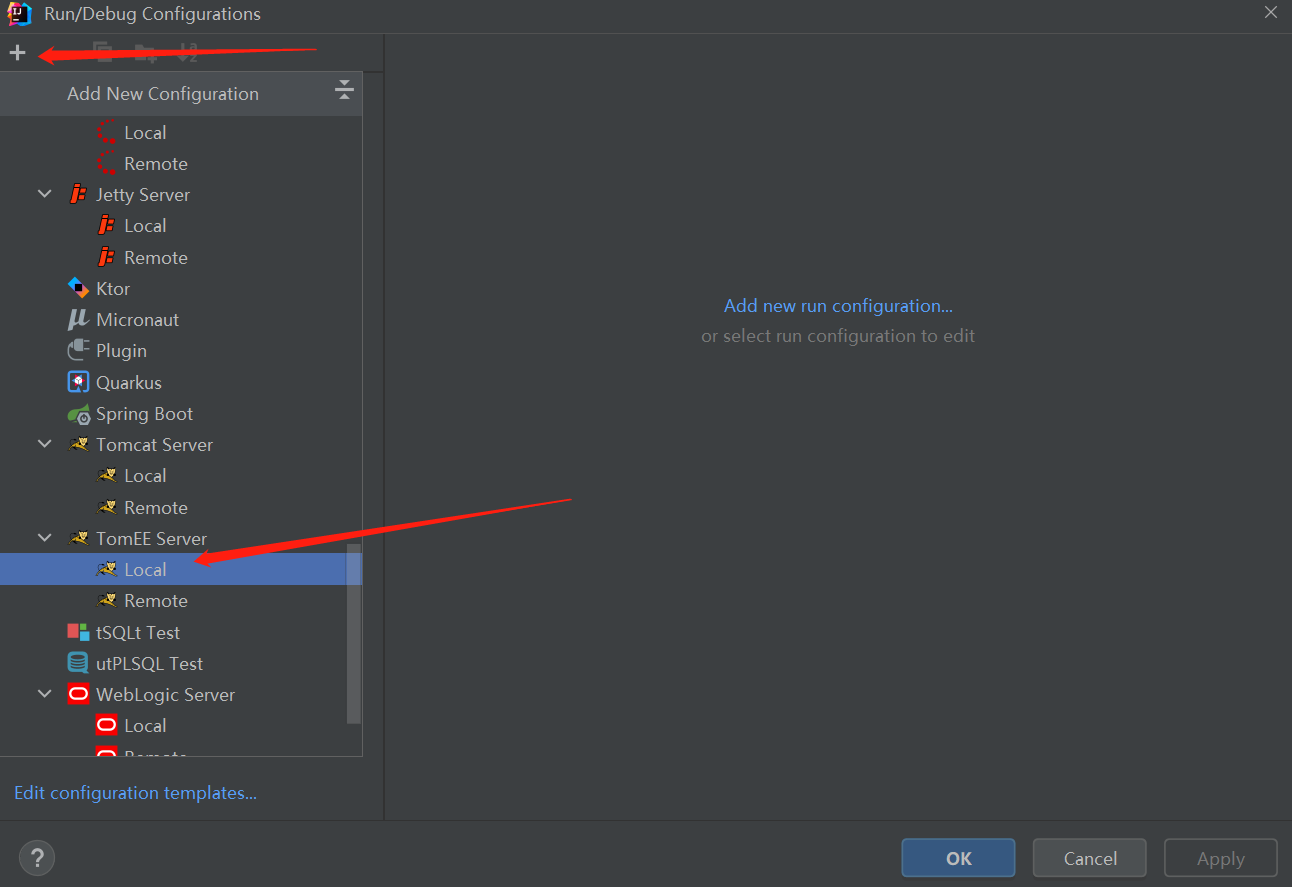 Run/Debug Configurations
Add New Configuration
Local
Remote
Jetty Server
Local
Remote
Ktor
Micronaut
Plugin
Quarkus
Spring Boot
Tomcat Server
Local
Remote
TomEE Server
Local
Remote
tSQLt Test
utPLSQL Test
WebLogic Server
Local
Remote
Edit configuration templates...
Add new run configuration...
or select run configuration to edit
?
OK
Cancel
Apply